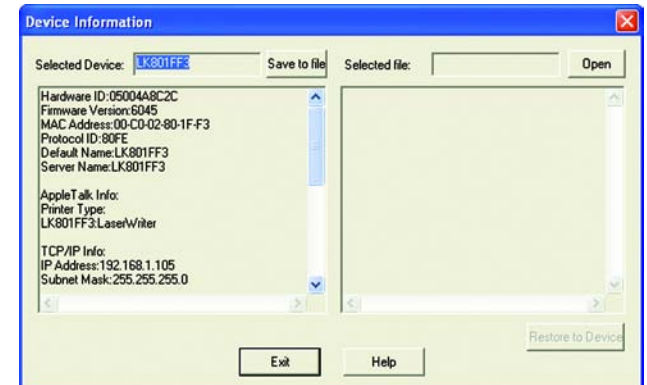 Device Information
Selected Device: LK801FF3 Save to file Selected file: Open
Hardware ID:05004A8C2C
Firmware Version:6045
MAC Address:00-C0-02-80-1F-F3
Protocol ID:80FE
Default Name:LK801FF3
Server Name:LK801FF3
AppleTalk Info:
Printer Type:
LK801FF3:LaserWriter
TCP/IP Info:
IP Address:192.168.1.105
Subnet Mask:255.255.255.0
Restore to Device
Exit Help